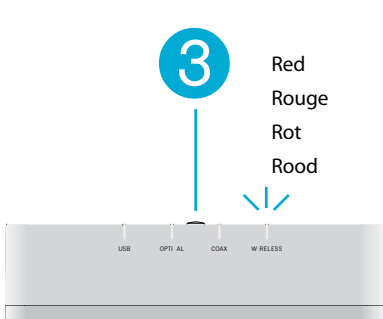 3
Red
Rouge
Rot
Rood
USB OPTI AL COAX W RELESS